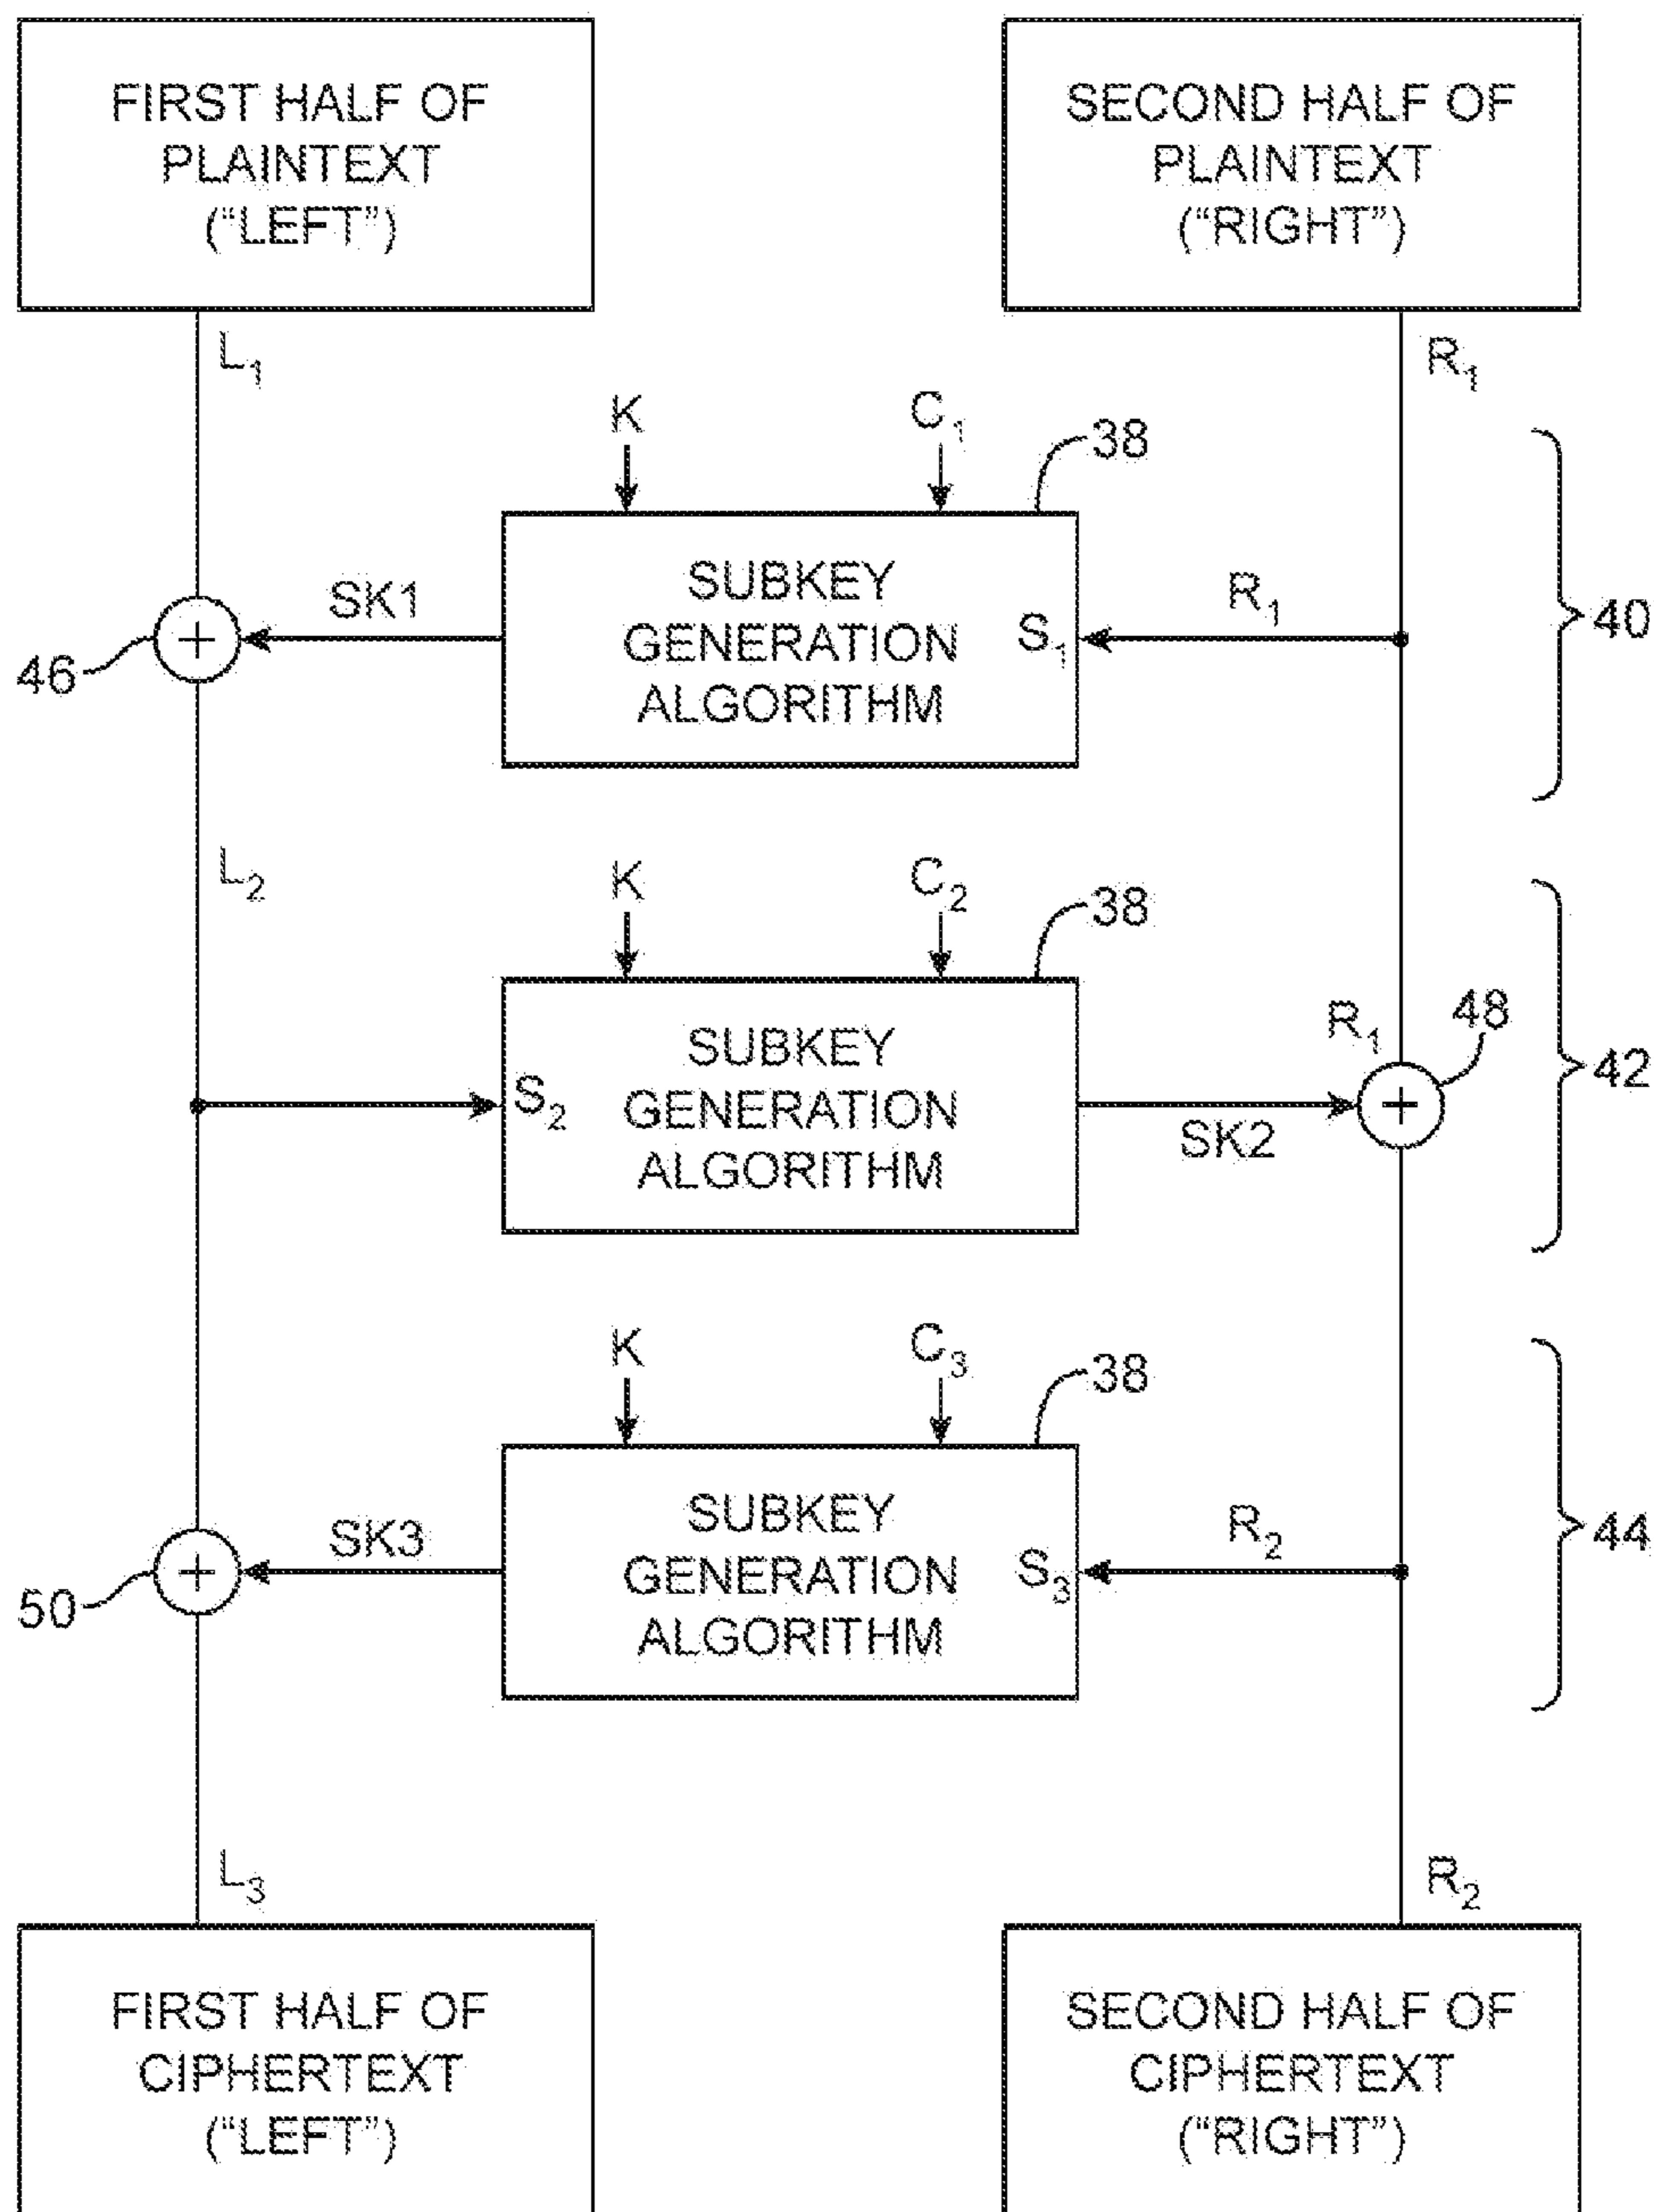 FIRST HALF OF
PLAINTEXT
("LEFT")
SECOND HALF OF
PLAINTEXT
("RIGHT")
L1
R1
K
C1
38
SUBKEY
GENERATION
ALGORITHM
SK1
S1
R1
40
46
L2
K
C2
38
SUBKEY
GENERATION
ALGORITHM
S2
SK2
R1
48
42
K
C3
38
SUBKEY
GENERATION
ALGORITHM
SK3
S3
R2
44
50
L3
R2
FIRST HALF OF
CIPHERTEXT
("LEFT")
SECOND HALF OF
CIPHERTEXT
("RIGHT")